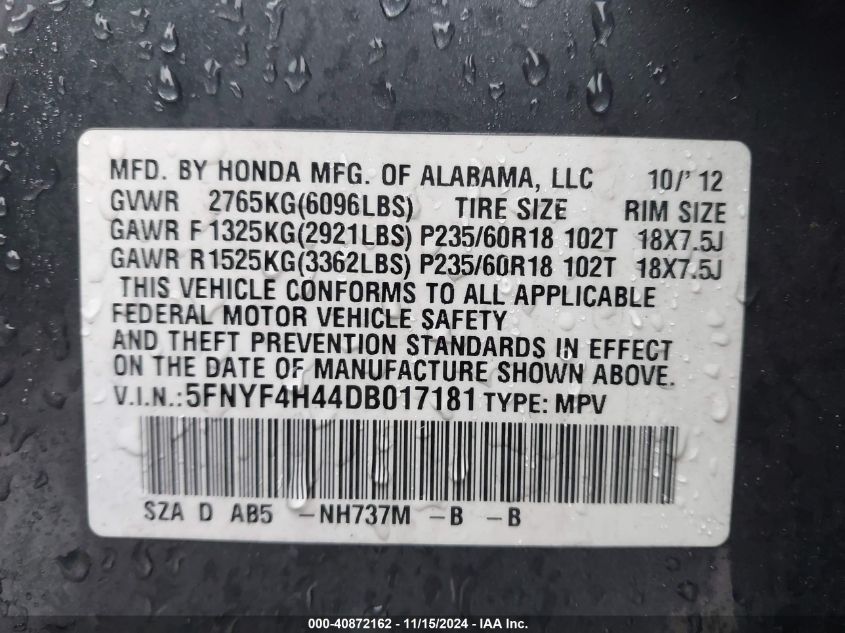 MFD. BY HONDA MFG. OF ALABAMA, LLC 10/'12
GVWR 2765KG(6096LBS) TIRE SIZE RIM SIZE
GAWR F 1325KG(2921LBS) P235/60R18 102T 18X7.5J
GAWR R 1525KG(3362LBS) P235/60R18 102T 18X7.5J
THIS VEHICLE CONFORMS TO ALL APPLICABLE
FEDERAL MOTOR VEHICLE SAFETY
AND THEFT PREVENTION STANDARDS IN EFFECT
ON THE DATE OF MANUFACTURE SHOWN ABOVE.
V.I.N.:5FNYF4H44DB017181 TYPE: MPV
SZA D AB5 -NH737M -B -B
000-40872162 - 11/15/2024 - IAA Inc.